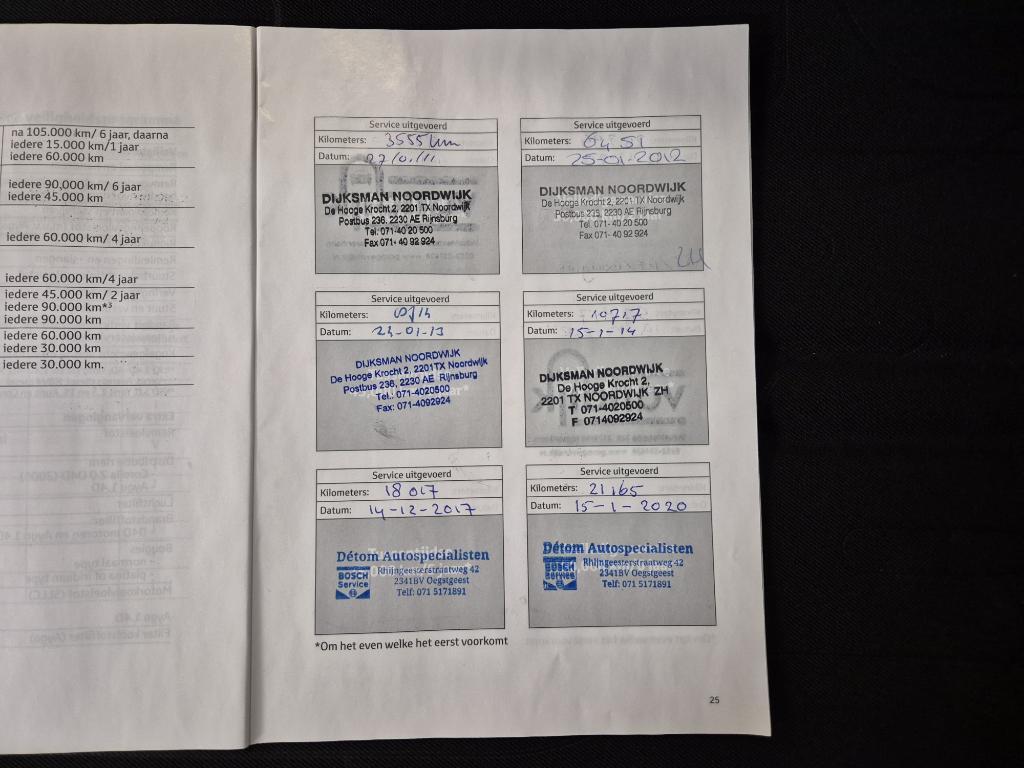 na 105.000 km/ 6 jaar, daarna
iedere 15.000 km/1 jaar
iedere 60.000 km
iedere 90,000 km/ 6 jaar
iedere 45.000 km
iedere 60.000 km/ 4 jaar
iedere 60.000 km/4 jaar
iedere 45.000 km/ 2 jaar
iedere 90.000 km*³
iedere 90.000 km
iedere 60.000 km
iedere 30.000 km
iedere 30.000 km.
Service uitgevoerd
Kilometers: 3555 km
Datum:
DIJKSMAN NOORDWIJK
De Hooge Krocht 2, 2201 TX Noordwijk
Postbus 236, 2230 AE Rijnsburg
Tel. 071-40 20 500
Fax 071- 40 92 924
Service uitgevoerd
Kilometers: 6451
Datum: 25-01-2012
DIJKSMAN NOORDWIJK
De Hooge Krocht 2, 2201 TX Noordwijk
Postbus 236, 2230 AE Rijnsburg
Tel. 071- 40 20 500
Fax 071- 40 92 924
Service uitgevoerd
Kilometers:
Datum: 24-01-13
DIJKSMAN NOORDWIJK
De Hooge Krocht 2, 2201TX Noordwijk
Postbus 236, 2230 AE Rijnsburg
Tel.: 071-4020500
Fax: 071-4092924
Service uitgevoerd
Kilometers: 10717
Datum: 15-1-14
DIJKSMAN NOORDWIJK
De Hooge Krocht 2,
2201 TX NOORDWIJK ZH
T 071-4020500
F 0714092924
Service uitgevoerd
Kilometers: 18017
Datum: 14-12-2017
Détom Autospecialisten
BOSCH Service
Rhijngeesterstraatweg 42
2341BV Oegstgeest
Telf: 071 5171891
Service uitgevoerd
Kilometers: 21165
Datum: 15-1-2020
Détom Autospecialisten
BOSCH Service
Rhijngeesterstraatweg 42
2341BV Oegstgeest
Telf: 071 5171891
*Om het even welke het eerst voorkomt
25